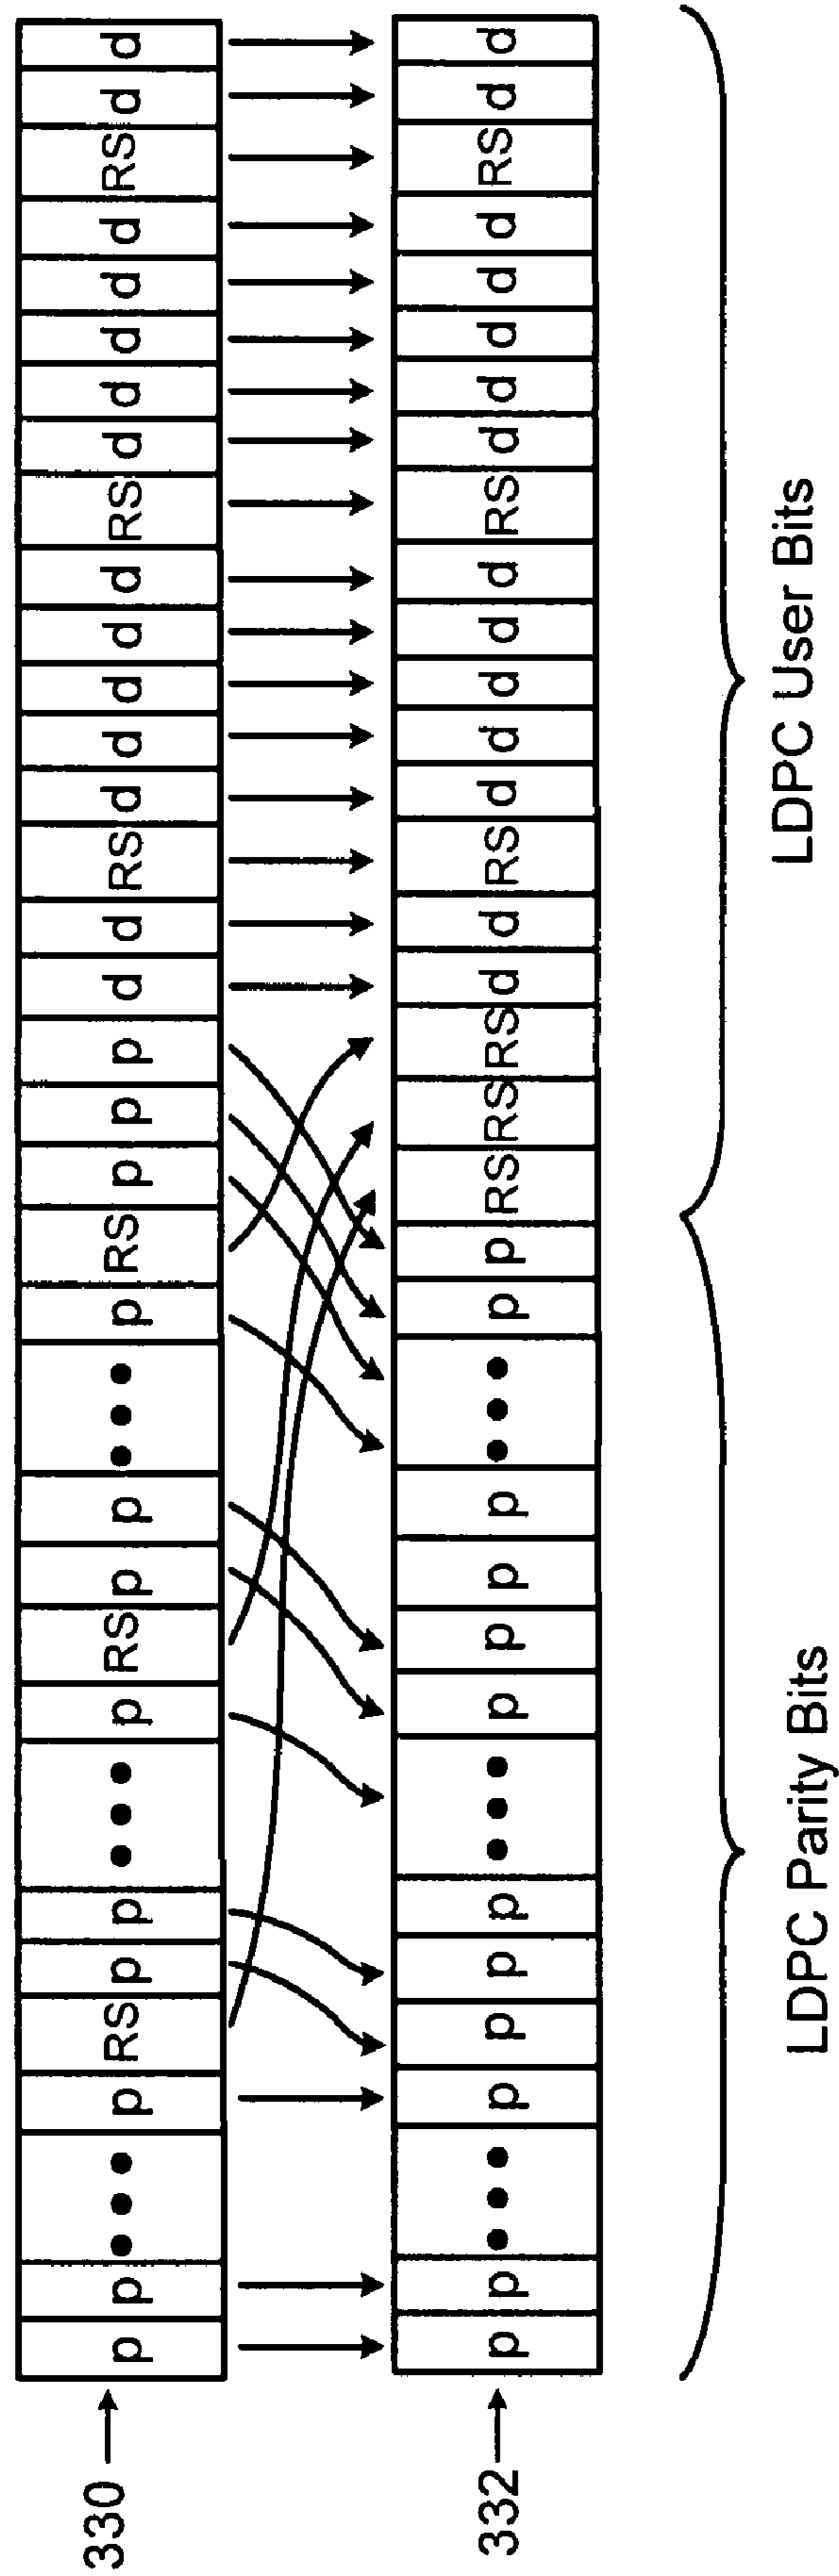 330 p p ••• p RS p p ••• p RS p p ••• p RS p p p d d RS d d d d d RS d d d d d RS d d
332 p p ••• p p p p ••• p p p p ••• p p RS RS RS d d RS d d d d d RS d d d d d RS d d
LDPC Parity Bits
LDPC User Bits